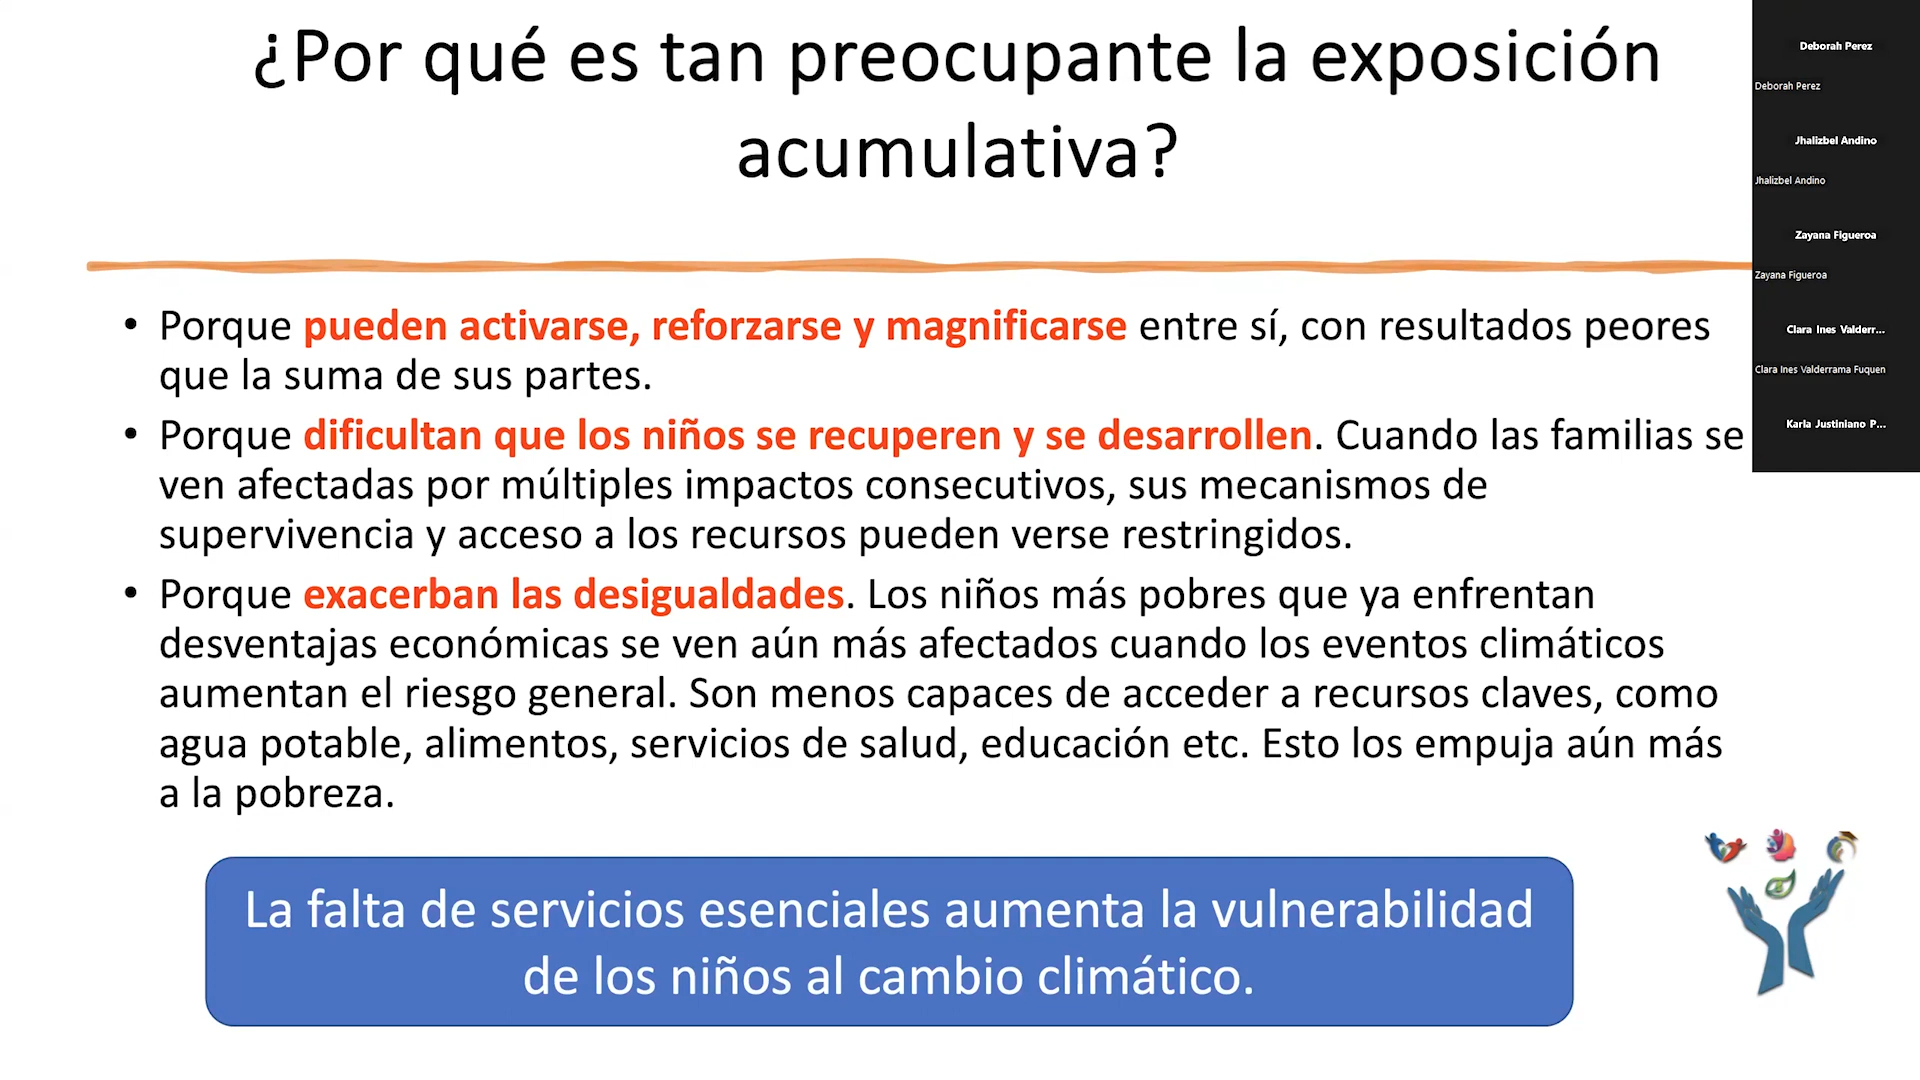 ¿Por qué es tan preocupante la exposición
acumulativa?
• Porque pueden activarse, reforzarse y magnificarse entre sí, con resultados peores
que la suma de sus partes.
• Porque dificultan que los niños se recuperen y se desarrollen. Cuando las familias se
ven afectadas por múltiples impactos consecutivos, sus mecanismos de
supervivencia y acceso a los recursos pueden verse restringidos.
• Porque exacerban las desigualdades. Los niños más pobres que ya enfrentan
desventajas económicas se ven aún más afectados cuando los eventos climáticos
aumentan el riesgo general. Son menos capaces de acceder a recursos claves, como
agua potable, alimentos, servicios de salud, educación etc. Esto los empuja aún más
a la pobreza.
La falta de servicios esenciales aumenta la vulnerabilidad
de los niños al cambio climático.
Deborah Perez
Deborah Perez
Jhalizbel Andino
Jhalizbel Andino
Zayana Figueroa
Zayana Figueroa
Clara Ines Valderr...
Clara Ines Valderrama Fuquen
Karla Justiniano P...